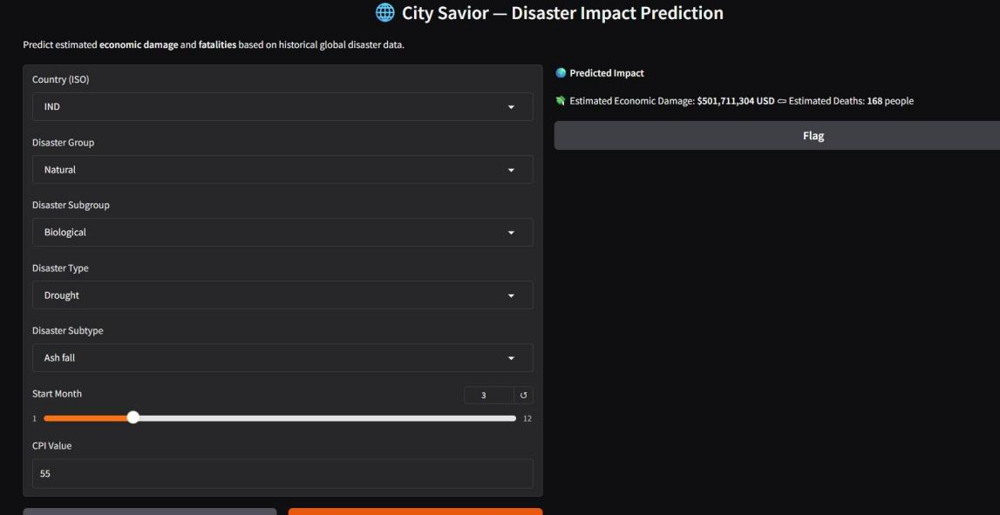 🌐 City Savior — Disaster Impact Prediction
Predict estimated economic damage and fatalities based on historical global disaster data.
Country (ISO)
IND
Disaster Group
Natural
Disaster Subgroup
Biological
Disaster Type
Drought
Disaster Subtype
Ash fall
Start Month
3 ↺
1 12
CPI Value
55
🌍 Predicted Impact
💸 Estimated Economic Damage: $501,711,304 USD ⚰ Estimated Deaths: 168 people
Flag